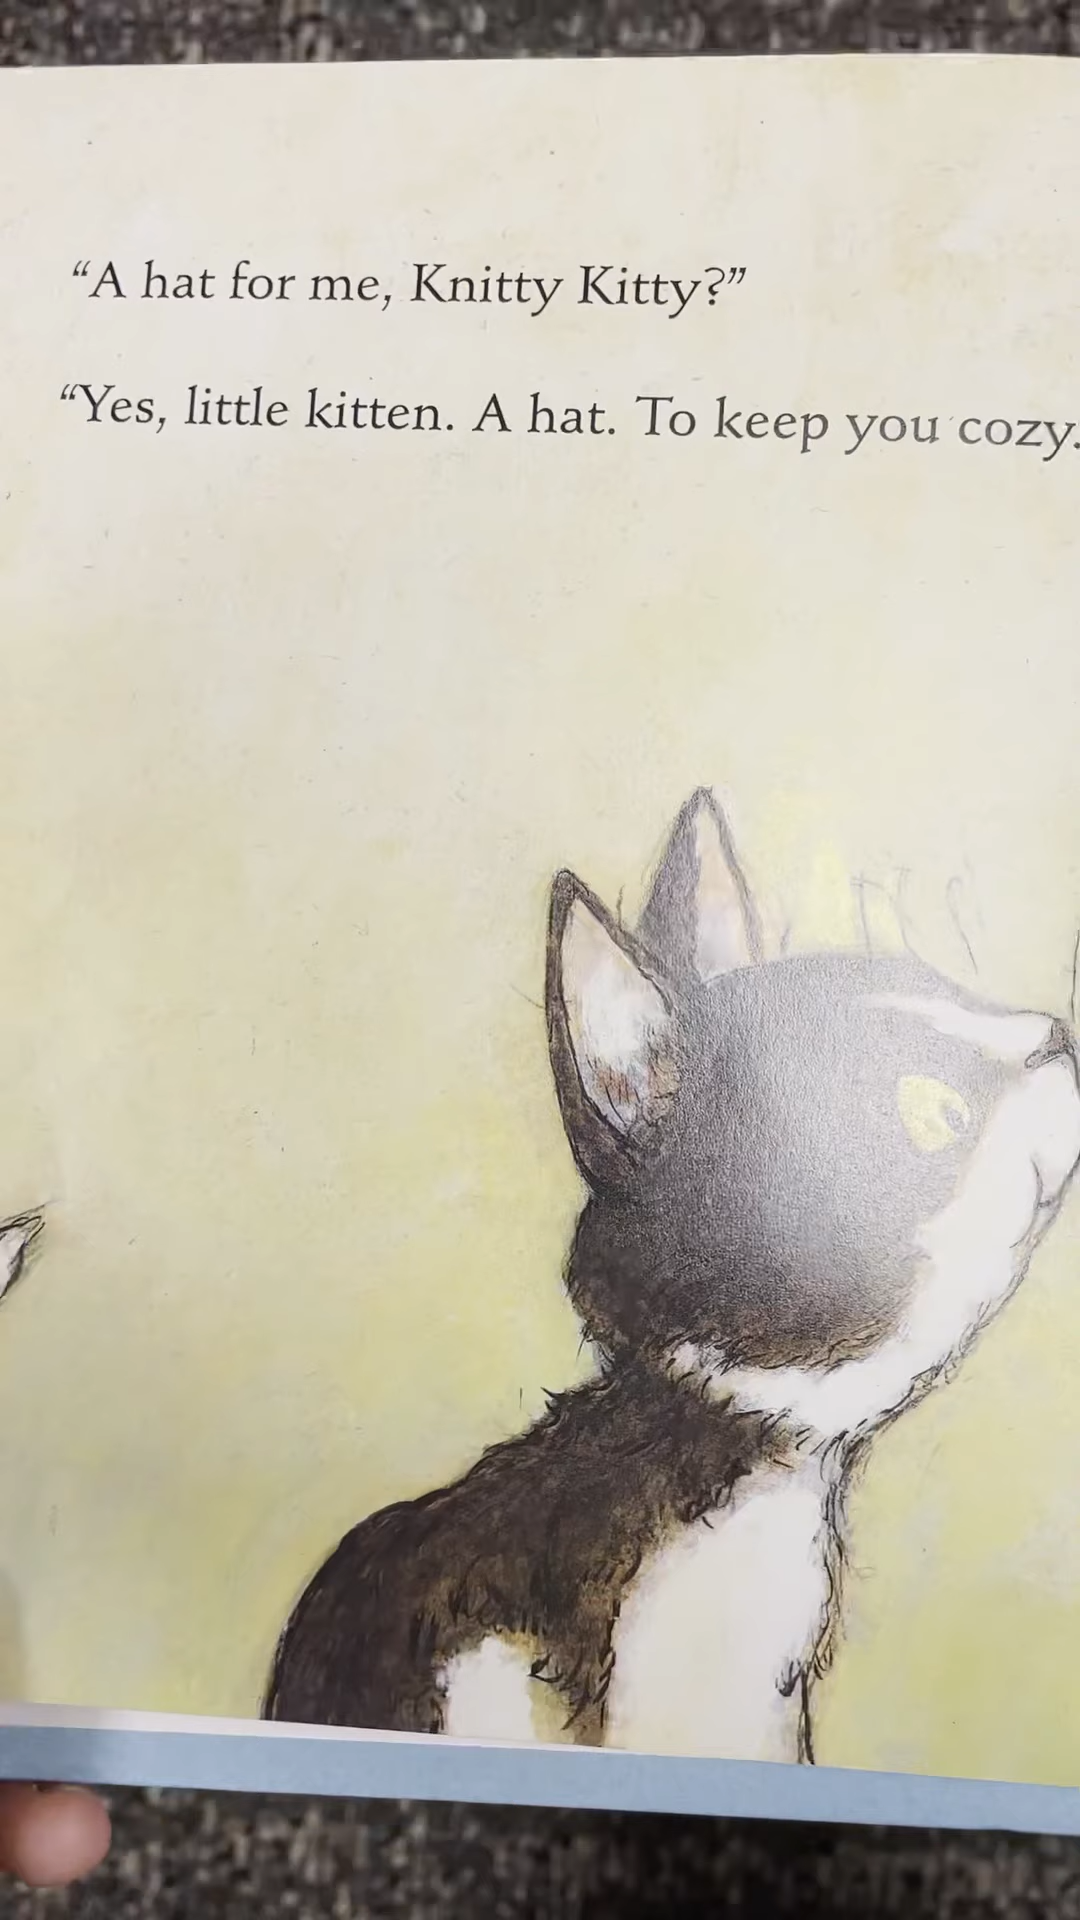 “A hat for me, Knitty Kitty?”
“Yes, little kitten. A hat. To keep you cozy.